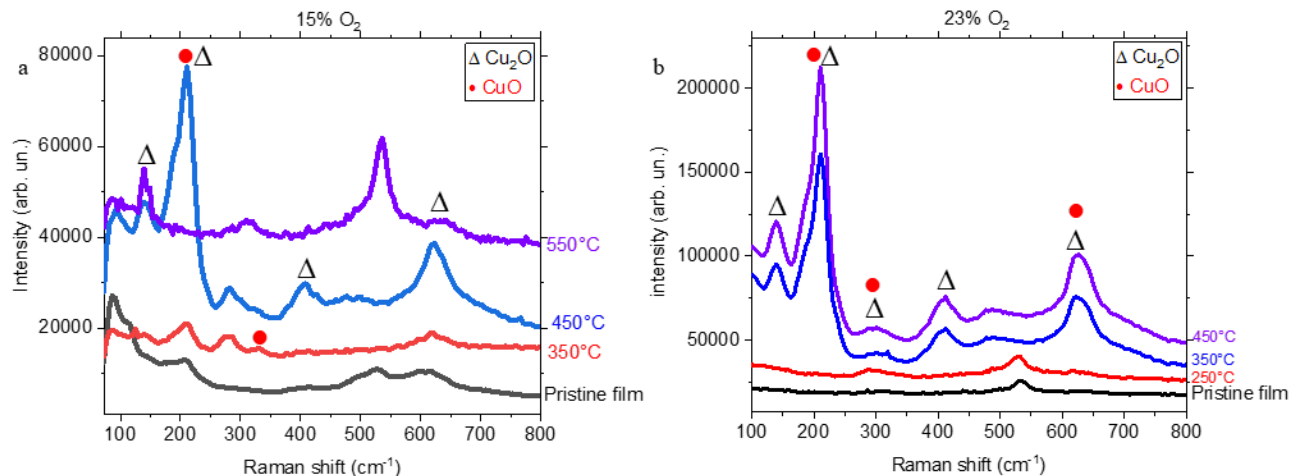 15% O₂
a
80000
60000
40000
20000
Intensity (arb. un.)
Δ Cu₂O
• CuO
Δ
Δ
Δ
Δ
550°C
450°C
350°C
Pristine film
100 200 300 400 500 600 700 800
Raman shift (cm⁻¹)
23% O₂
b
200000
150000
100000
50000
intensity (arb. un.)
Δ Cu₂O
• CuO
Δ
Δ
Δ
Δ
Δ
450°C
350°C
250°C
Pristine film
100 200 300 400 500 600 700 800
Raman shift (cm⁻¹)